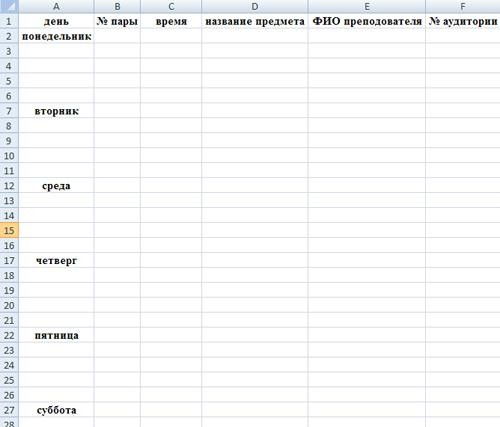 A B C D E F
1 день № пары время название предмета ФИО преподователя № аудитории
2 понедельник
3
4
5
6
7 вторник
8
9
10
11
12 среда
13
14
15
16
17 четверг
18
19
20
21
22 пятница
23
24
25
26
27 суббота
28